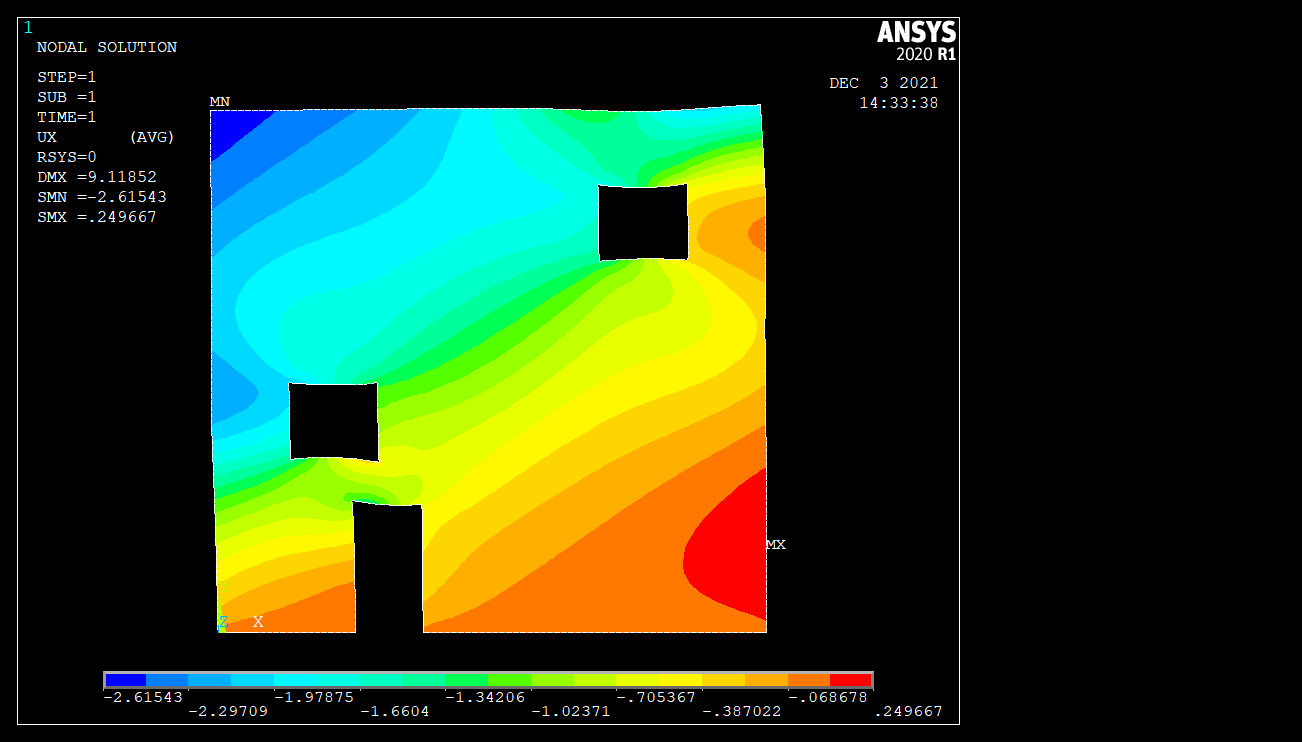 1
ANSYS
2020 R1
NODAL SOLUTION
STEP=1
SUB =1
TIME=1
UX (AVG)
RSYS=0
DMX =9.11852
SMN =-2.61543
SMX =.249667
DEC 3 2021
14:33:38
MN
MX
Z X
-2.61543 -1.97875 -1.34206 -.705367 -.068678
-2.29709 -1.6604 -1.02371 -.387022 .249667